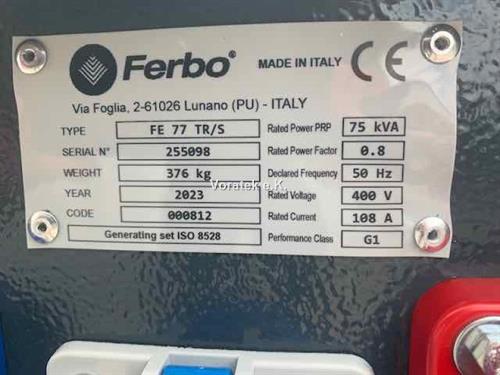 Ferbo® MADE IN ITALY CE
Via Foglia, 2-61026 Lunano (PU) - ITALY
TYPE FE 77 TR/S Rated Power PRP 75 kVA
SERIAL N° 255098 Rated Power Factor 0.8
WEIGHT 376 kg Declared Frequency 50 Hz
YEAR 2023 Rated Voltage 400 V
CODE 000812 Rated Current 108 A
Generating set ISO 8528 Performance Class G1
Voratek e.K.